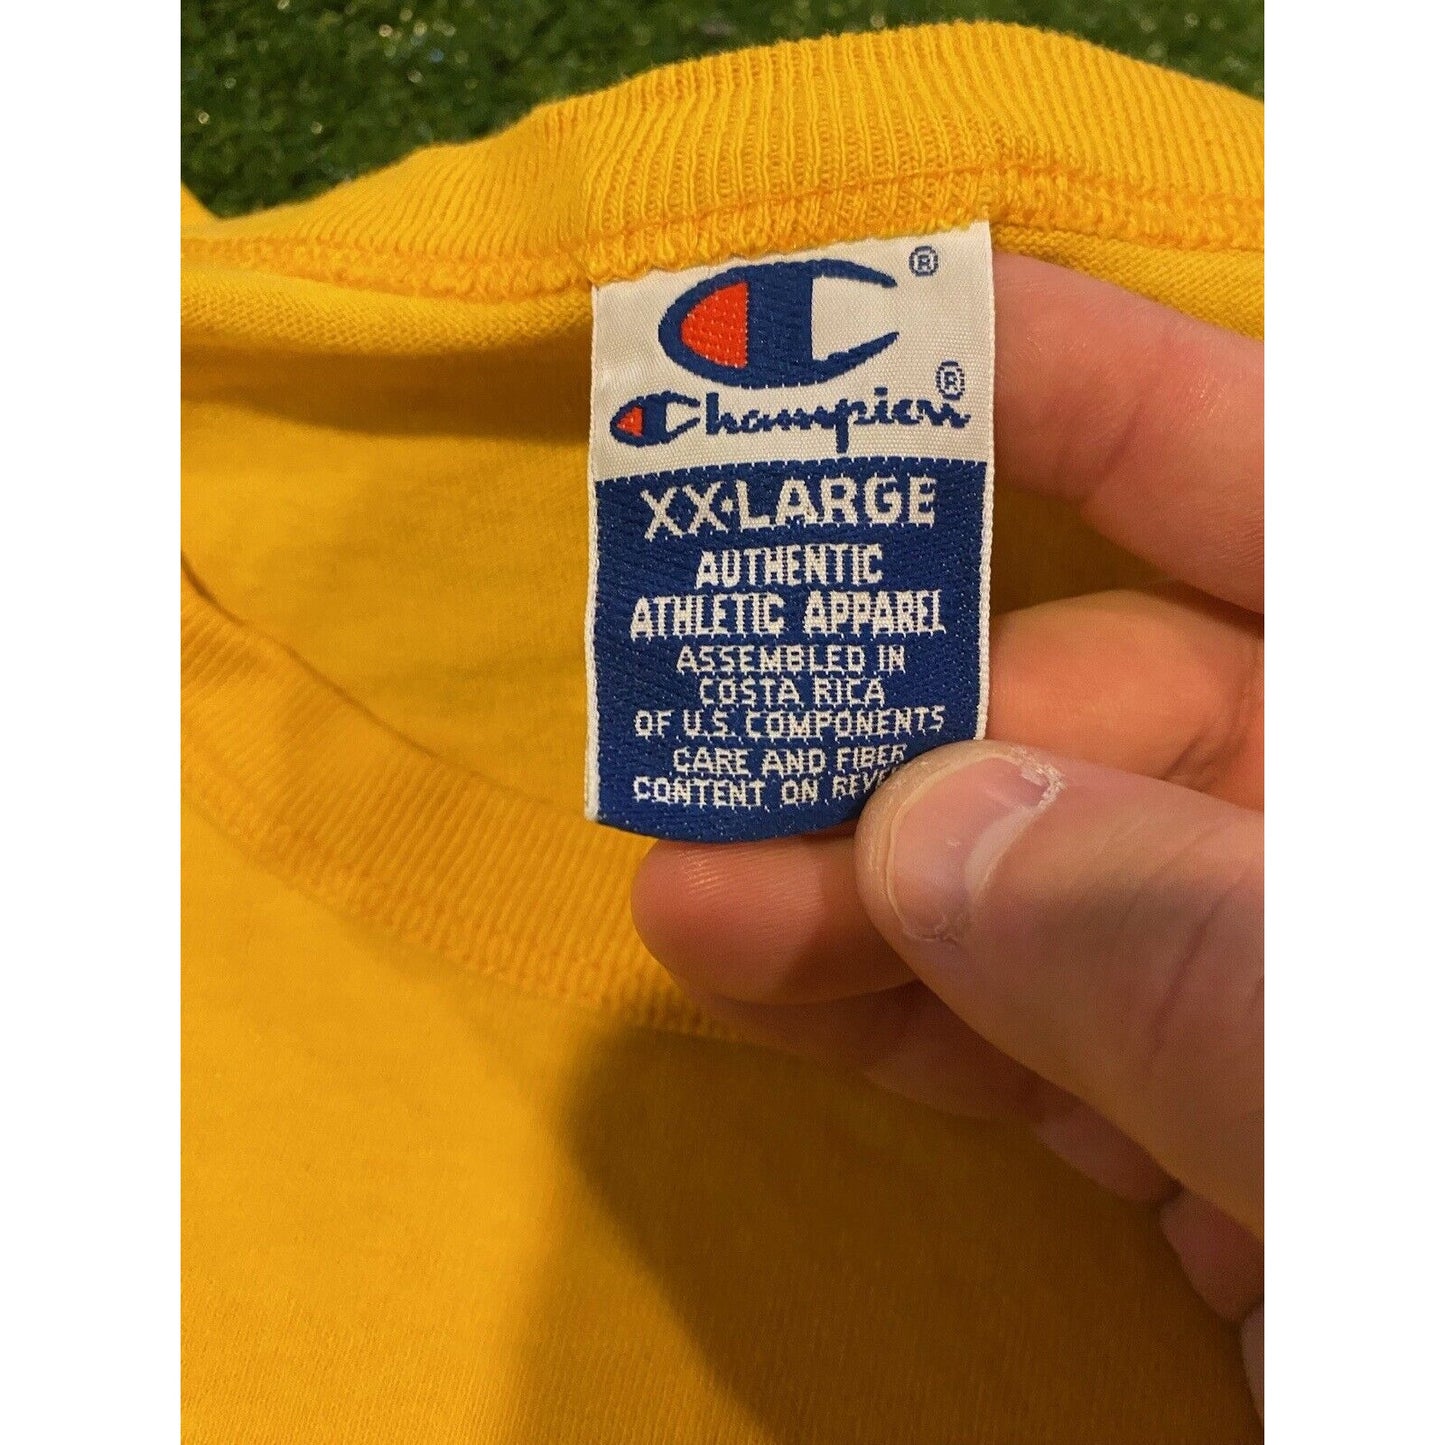 ®
Champion®
XX-LARGE
AUTHENTIC
ATHLETIC APPAREL
ASSEMBLED IN
COSTA RICA
OF U.S. COMPONENTS
CARE AND FIBER
CONTENT ON